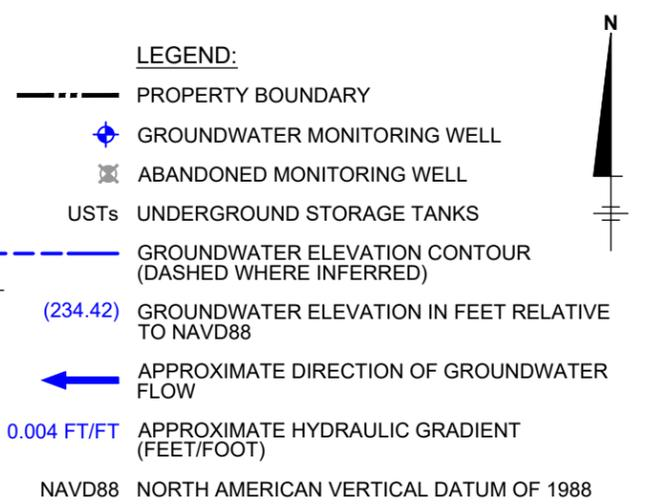 N
LEGEND:
PROPERTY BOUNDARY
GROUNDWATER MONITORING WELL
ABANDONED MONITORING WELL
USTs UNDERGROUND STORAGE TANKS
GROUNDWATER ELEVATION CONTOUR
(DASHED WHERE INFERRED)
(234.42) GROUNDWATER ELEVATION IN FEET RELATIVE
TO NAVD88
APPROXIMATE DIRECTION OF GROUNDWATER
FLOW
0.004 FT/FT APPROXIMATE HYDRAULIC GRADIENT
(FEET/FOOT)
NAVD88 NORTH AMERICAN VERTICAL DATUM OF 1988